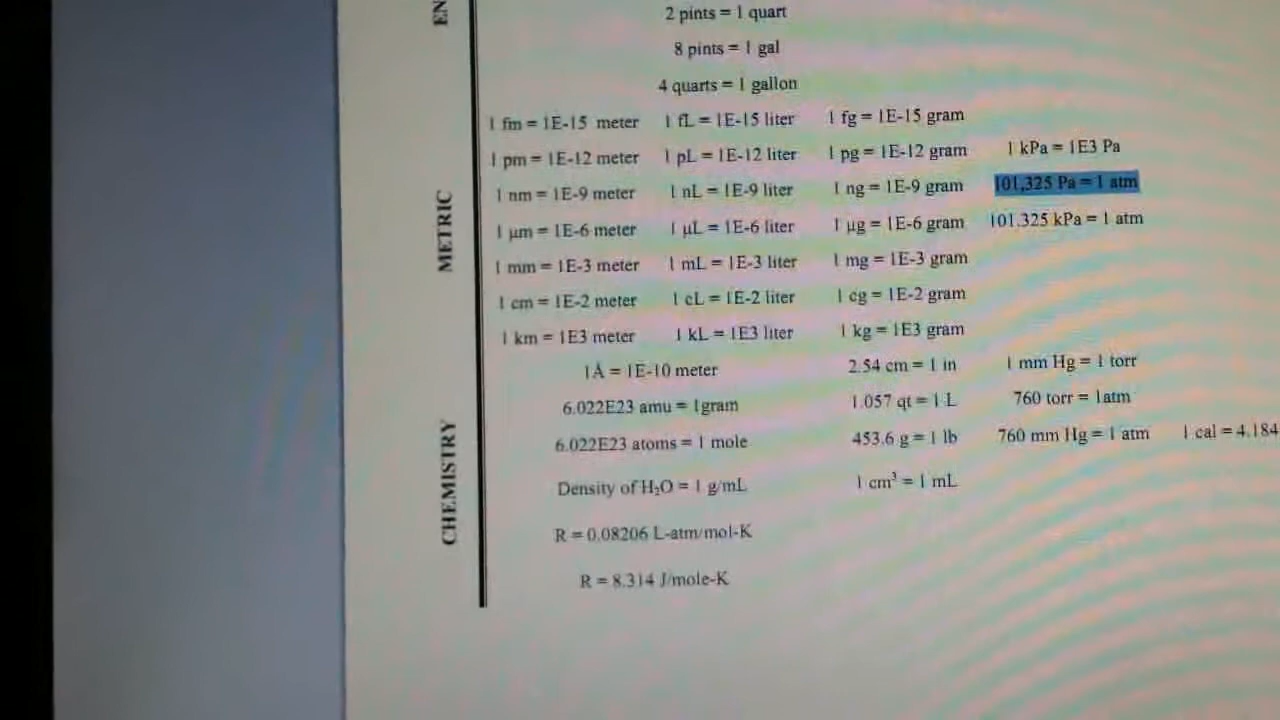 EN
2 pints = 1 quart
8 pints = 1 gal
4 quarts = 1 gallon
METRIC
1 fm = 1E-15 meter 1 fL = 1E-15 liter 1 fg = 1E-15 gram
1 pm = 1E-12 meter 1 pL = 1E-12 liter 1 pg = 1E-12 gram 1 kPa = 1E3 Pa
1 nm = 1E-9 meter 1 nL = 1E-9 liter 1 ng = 1E-9 gram 101,325 Pa = 1 atm
1 µm = 1E-6 meter 1 µL = 1E-6 liter 1 µg = 1E-6 gram 101.325 kPa = 1 atm
1 mm = 1E-3 meter 1 mL = 1E-3 liter 1 mg = 1E-3 gram
1 cm = 1E-2 meter 1 cL = 1E-2 liter 1 cg = 1E-2 gram
1 km = 1E3 meter 1 kL = 1E3 liter 1 kg = 1E3 gram
CHEMISTRY
1Å = 1E-10 meter 2.54 cm = 1 in 1 mm Hg = 1 torr
6.022E23 amu = 1gram 1.057 qt = 1 L 760 torr = 1atm
6.022E23 atoms = 1 mole 453.6 g = 1 lb 760 mm Hg = 1 atm 1 cal = 4.184
Density of H₂O = 1 g/mL 1 cm³ = 1 mL
R = 0.08206 L-atm/mol-K
R = 8.314 J/mole-K